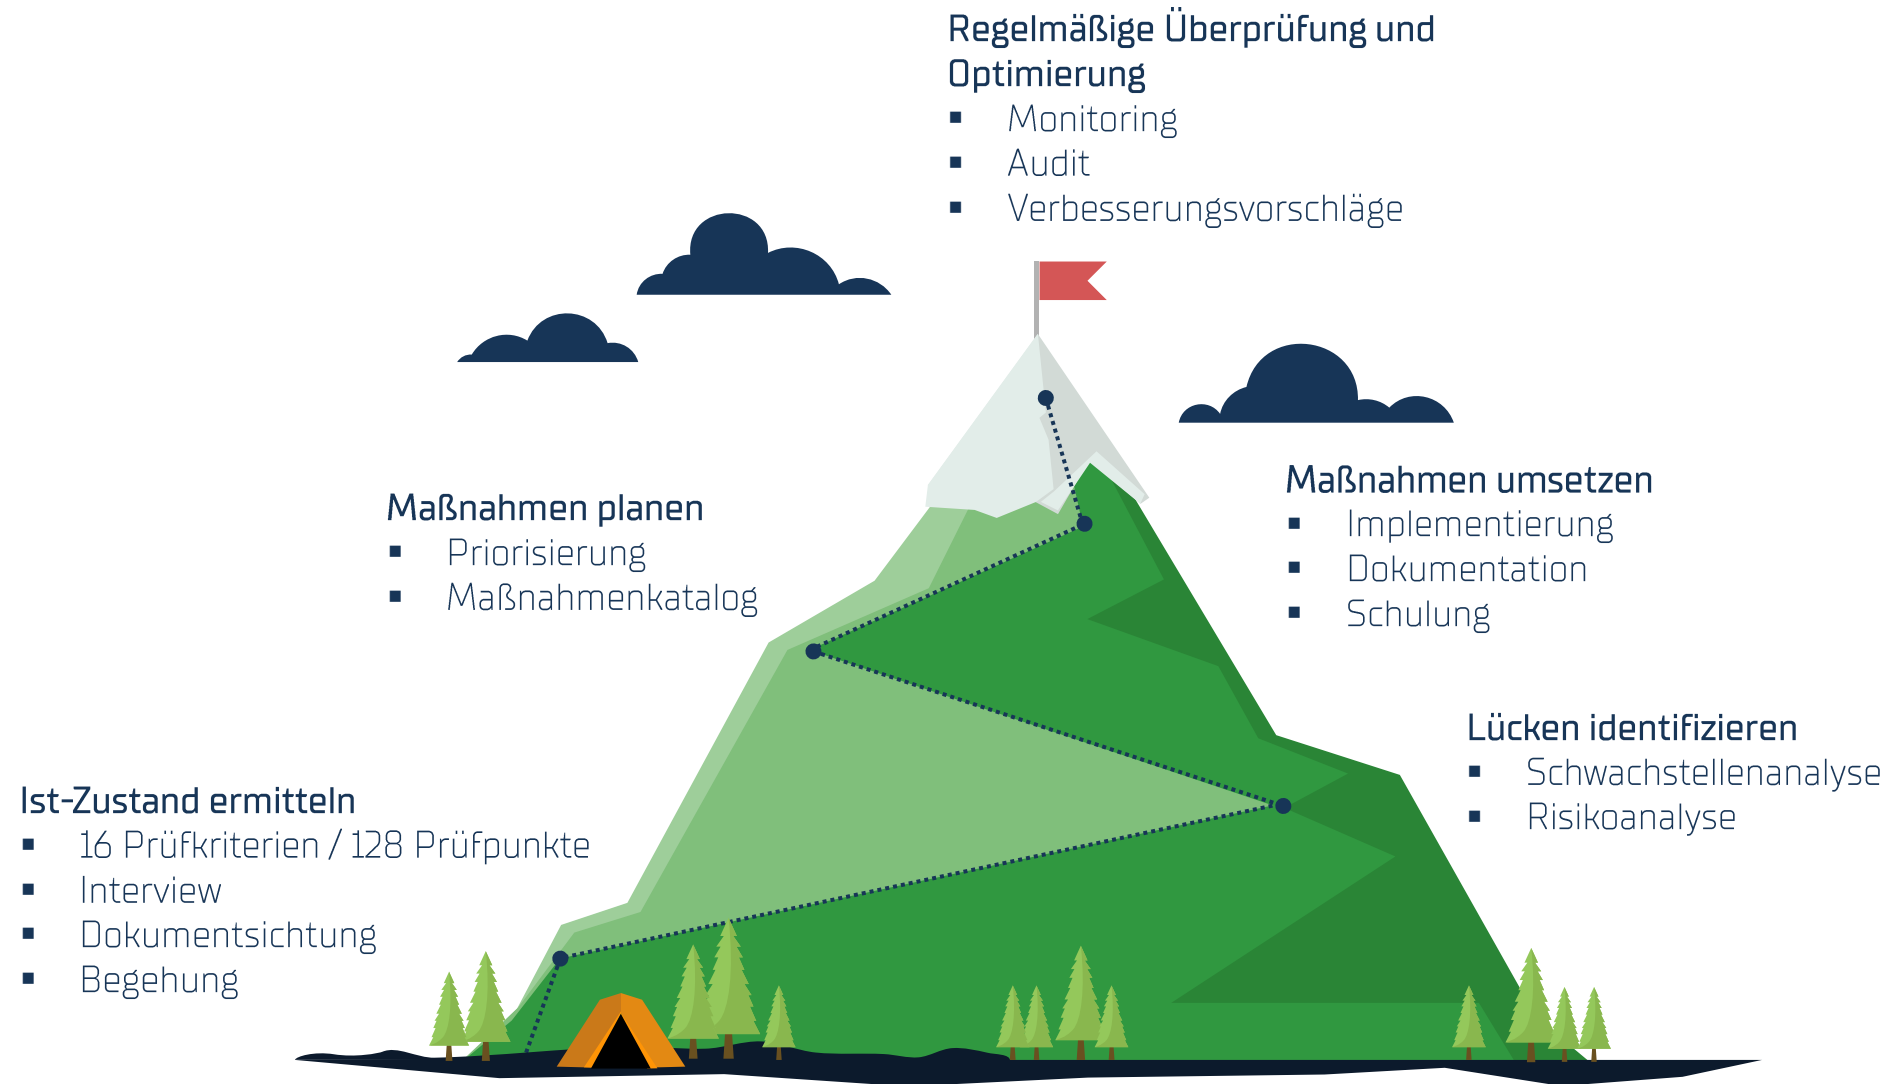 Regelmäßige Überprüfung und
Optimierung
▪ Monitoring
▪ Audit
▪ Verbesserungsvorschläge
Maßnahmen umsetzen
▪ Implementierung
▪ Dokumentation
▪ Schulung
Maßnahmen planen
▪ Priorisierung
▪ Maßnahmenkatalog
Lücken identifizieren
▪ Schwachstellenanalyse
▪ Risikoanalyse
Ist-Zustand ermitteln
▪ 16 Prüfkriterien / 128 Prüfpunkte
▪ Interview
▪ Dokumentsichtung
▪ Begehung